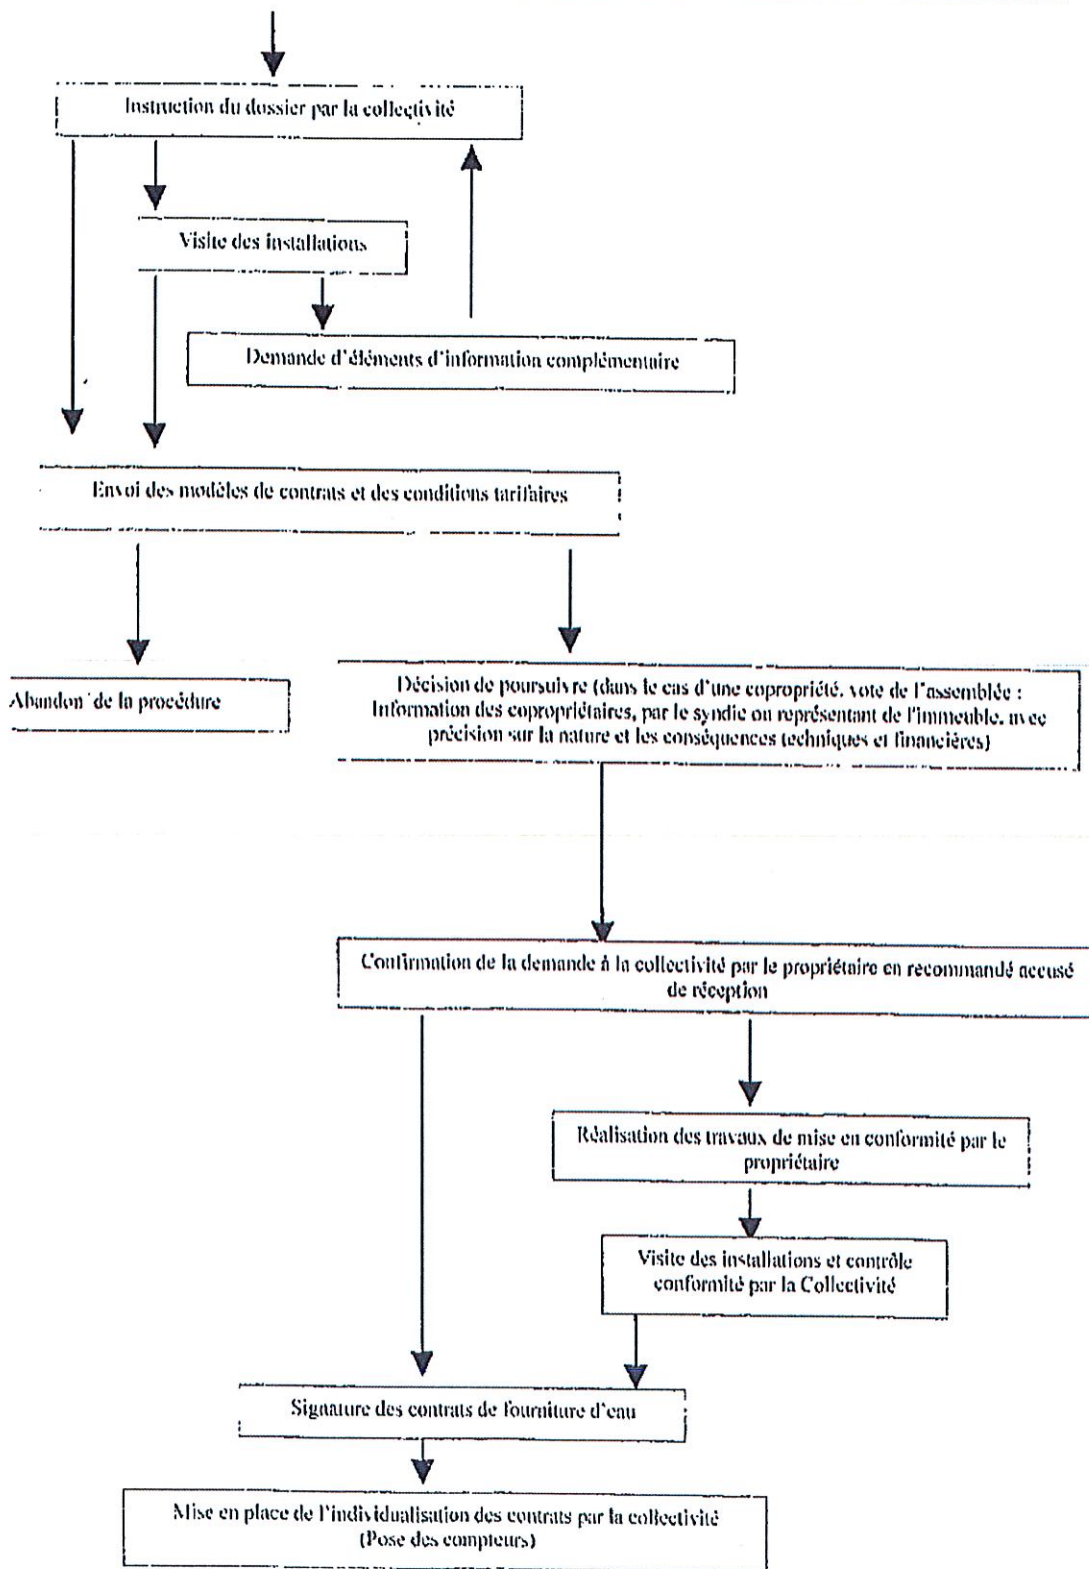 Instruction du dossier par la collectivité
Visite des installations
Demande d'éléments d'information complémentaire
Envoi des modèles de contrats et des conditions tarifaires
Abandon de la procédure
Décision de poursuivre (dans le cas d'une copropriété, vote de l'assemblée :
Information des copropriétaires, par le syndic ou représentant de l'immeuble, avec
précision sur la nature et les conséquences techniques et financières)
Confirmation de la demande à la collectivité par le propriétaire en recommandé accusé
de réception
Réalisation des travaux de mise en conformité par le
propriétaire
Visite des installations et contrôle
conformité par la Collectivité
Signature des contrats de fourniture d'eau
Mise en place de l'individualisation des contrats par la collectivité
(Pose des compteurs)